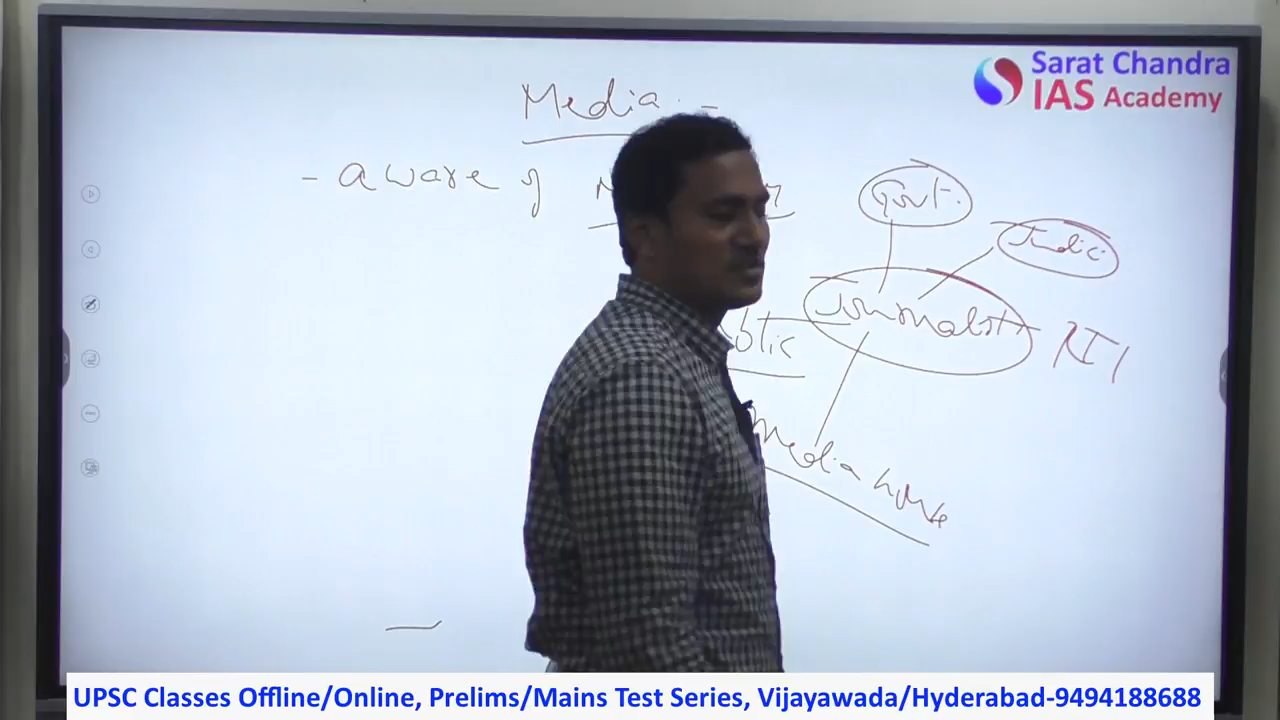 Sarat Chandra
IAS Academy
Media -
- aware of
Govt.
Judic.
Journalist
RTI
Media house
UPSC Classes Offline/Online, Prelims/Mains Test Series, Vijayawada/Hyderabad-9494188688